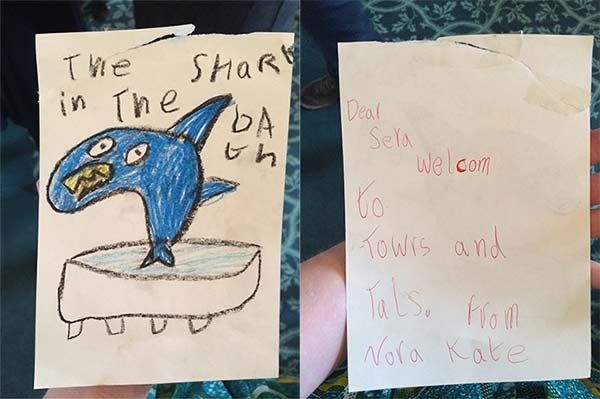 The SHaRk
in The bA
th
Dear
Sera
Welcom
to
Towrs and
Tals. From
Nora Kate